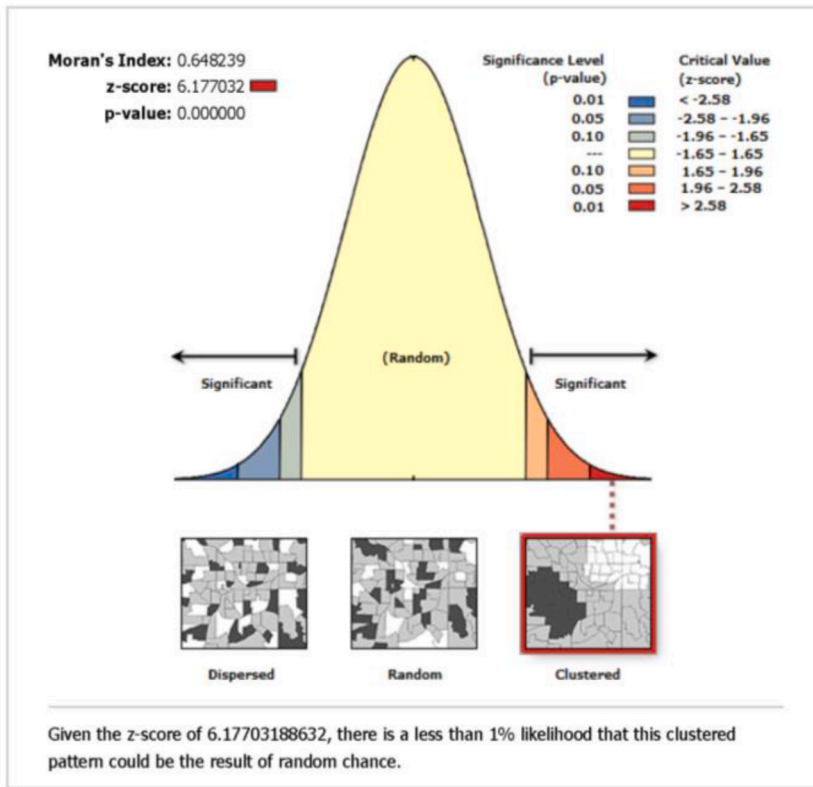 Moran's Index: 0.648239
z-score: 6.177032
p-value: 0.000000
Significance Level
(p-value)
Critical Value
(z-score)
0.01 < -2.58
0.05 -2.58 – -1.96
0.10 -1.96 – -1.65
--- -1.65 – 1.65
0.10 1.65 – 1.96
0.05 1.96 – 2.58
0.01 > 2.58
(Random)
Significant
Significant
Dispersed
Random
Clustered
Given the z-score of 6.17703188632, there is a less than 1% likelihood that this clustered
pattern could be the result of random chance.